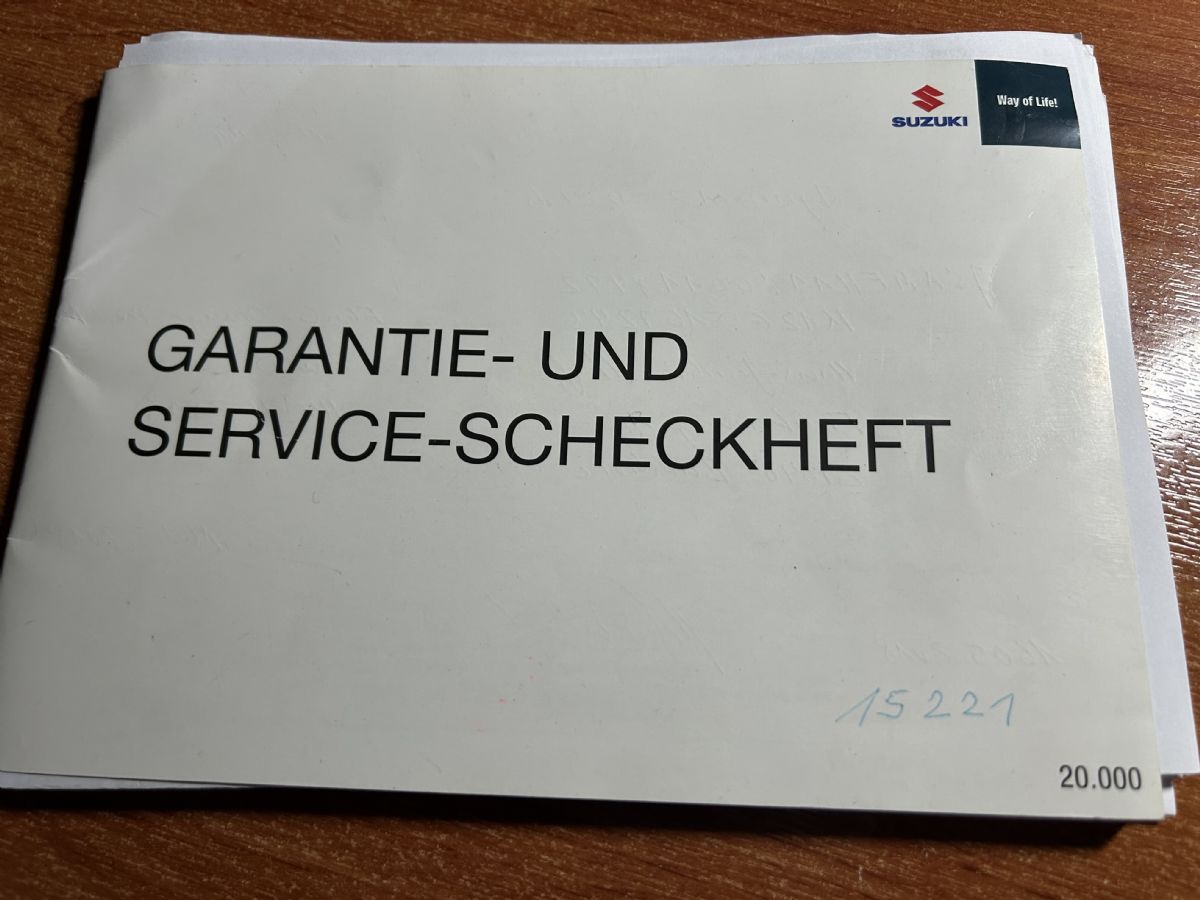 SUZUKI
Way of Life!
GARANTIE- UND
SERVICE-SCHECKHEFT
15221
20.000